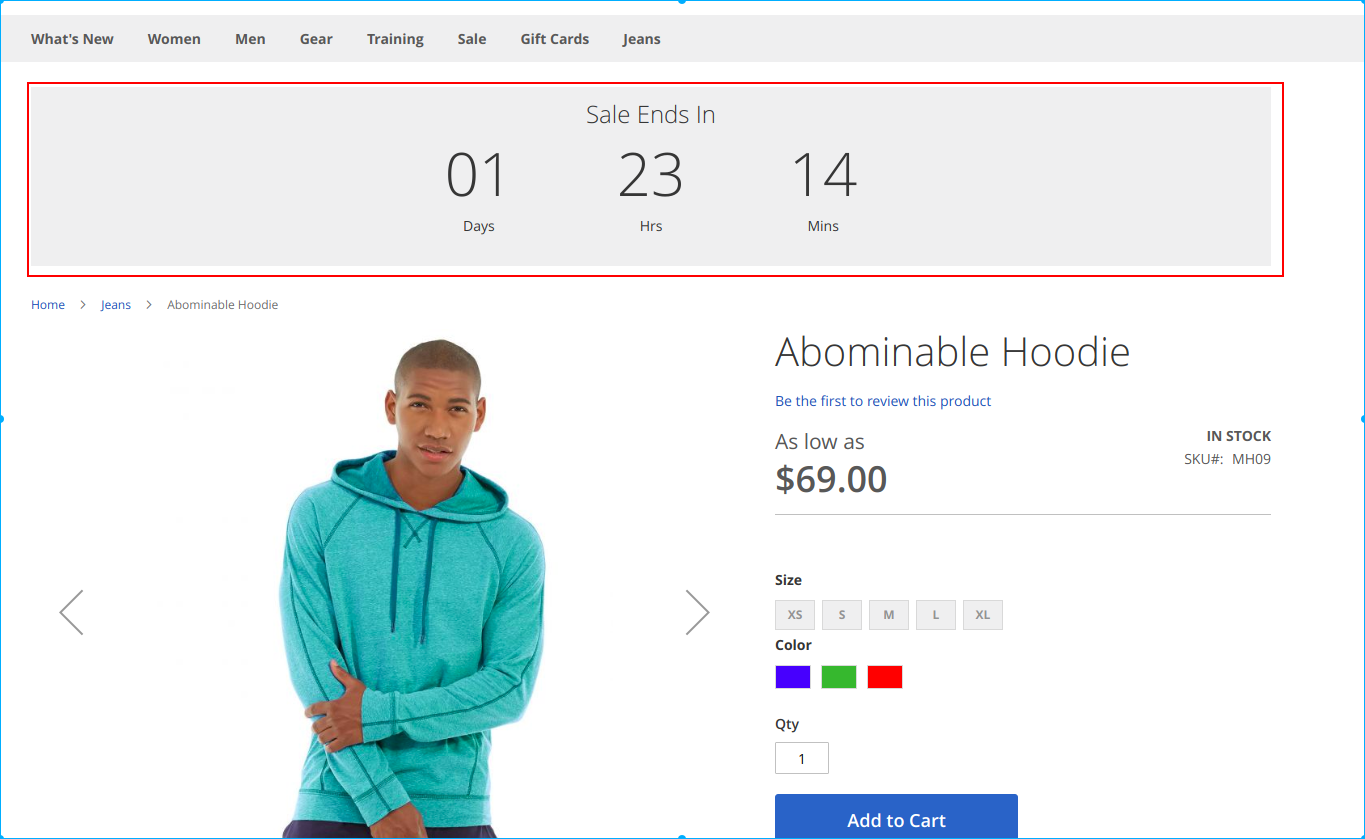 What's New Women Men Gear Training Sale Gift Cards Jeans
Sale Ends In
01 23 14
Days Hrs Mins
Home > Jeans > Abominable Hoodie
Abominable Hoodie
Be the first to review this product
As low as
$69.00
IN STOCK
SKU#: MH09
Size
XS S M L XL
Color
Qty
1
Add to Cart